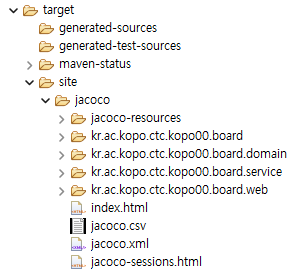 target
generated-sources
generated-test-sources
maven-status
site
jacoco
jacoco-resources
kr.ac.kopo.ctc.kopo00.board
kr.ac.kopo.ctc.kopo00.board.domain
kr.ac.kopo.ctc.kopo00.board.service
kr.ac.kopo.ctc.kopo00.board.web
index.html
jacoco.csv
jacoco.xml
jacoco-sessions.html